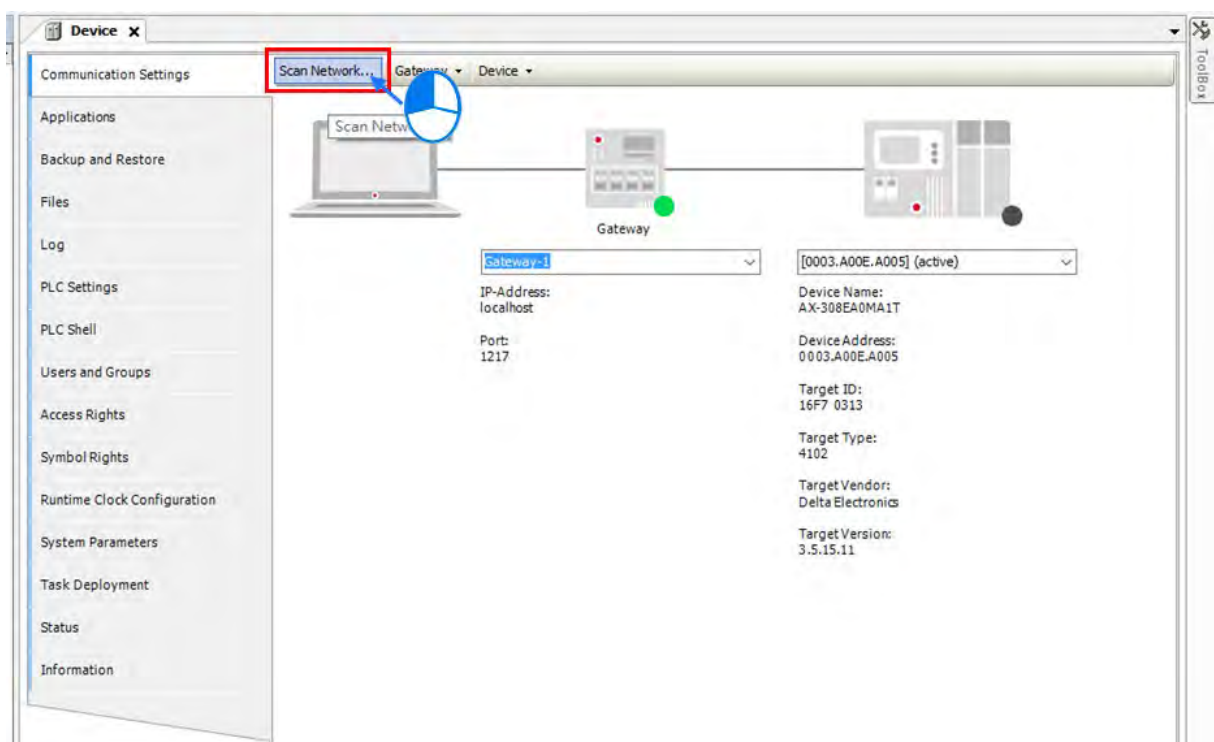 Device
ToolBox
Communication Settings
Applications
Backup and Restore
Files
Log
PLC Settings
PLC Shell
Users and Groups
Access Rights
Symbol Rights
Runtime Clock Configuration
System Parameters
Task Deployment
Status
Information
Scan Network... Gateway Device
Scan Netw
Gateway
Gateway-1
IP-Address:
localhost
Port:
1217
[0003.A00E.A005] (active)
Device Name:
AX-308EA0MA1T
Device Address:
0003.A00E.A005
Target ID:
16F7 0313
Target Type:
4102
Target Vendor:
Delta Electronics
Target Version:
3.5.15.11